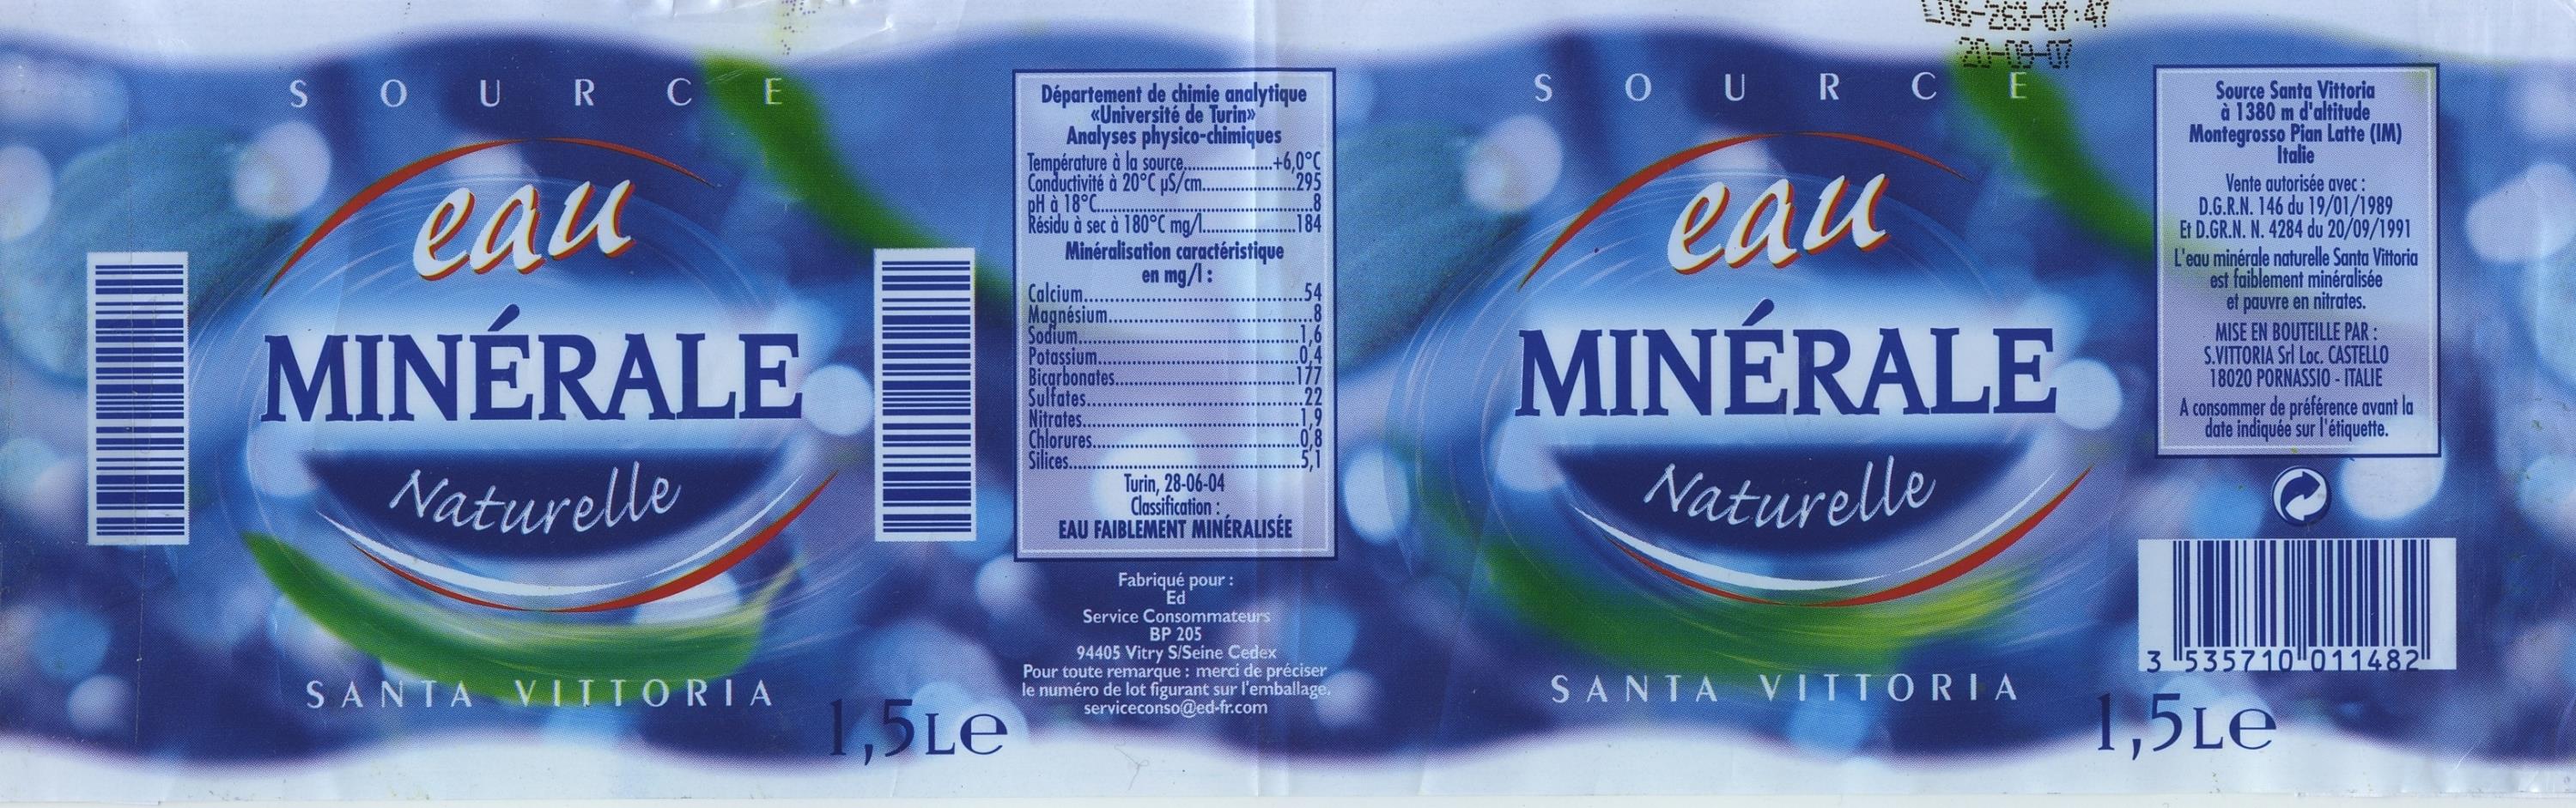 SOURCE
eau
MINÉRALE
Naturelle
SANTA VITTORIA
1,5Le
Département de chimie analytique
«Université de Turin»
Analyses physico-chimiques
Température à la source....................+6,0°C
Conductivité à 20°C µS/cm....................295
pH à 18°C....................8
Résidu à sec à 180°C mg/l....................184
Minéralisation caractéristique
en mg/l :
Calcium....................54
Magnésium....................8
Sodium....................1,6
Potassium....................0,4
Bicarbonates....................177
Sulfates....................22
Nitrates....................1,9
Chlorures....................0,8
Silices....................5,1
Turin, 28-06-04
Classification :
EAU FAIBLEMENT MINÉRALISÉE
Fabriqué pour :
Ed
Service Consommateurs
BP 205
94405 Vitry S/Seine Cedex
Pour toute remarque : merci de préciser
le numéro de lot figurant sur l'emballage.
serviceconso@ed-fr.com
L06-263-07:47
20-09-07
SOURCE
eau
MINÉRALE
Naturelle
SANTA VITTORIA
Source Santa Vittoria
à 1380 m d'altitude
Montegrosso Pian Latte (IM)
Italie
Vente autorisée avec :
D.G.R.N. 146 du 19/01/1989
Et D.GR.N. N. 4284 du 20/09/1991
L'eau minérale naturelle Santa Vittoria
est faiblement minéralisée
et pauvre en nitrates.
MISE EN BOUTEILLE PAR :
S.VITTORIA Srl Loc. CASTELLO
18020 PORNASSIO - ITALIE
A consommer de préférence avant la
date indiquée sur l'étiquette.
3 535710 011482
1,5Le